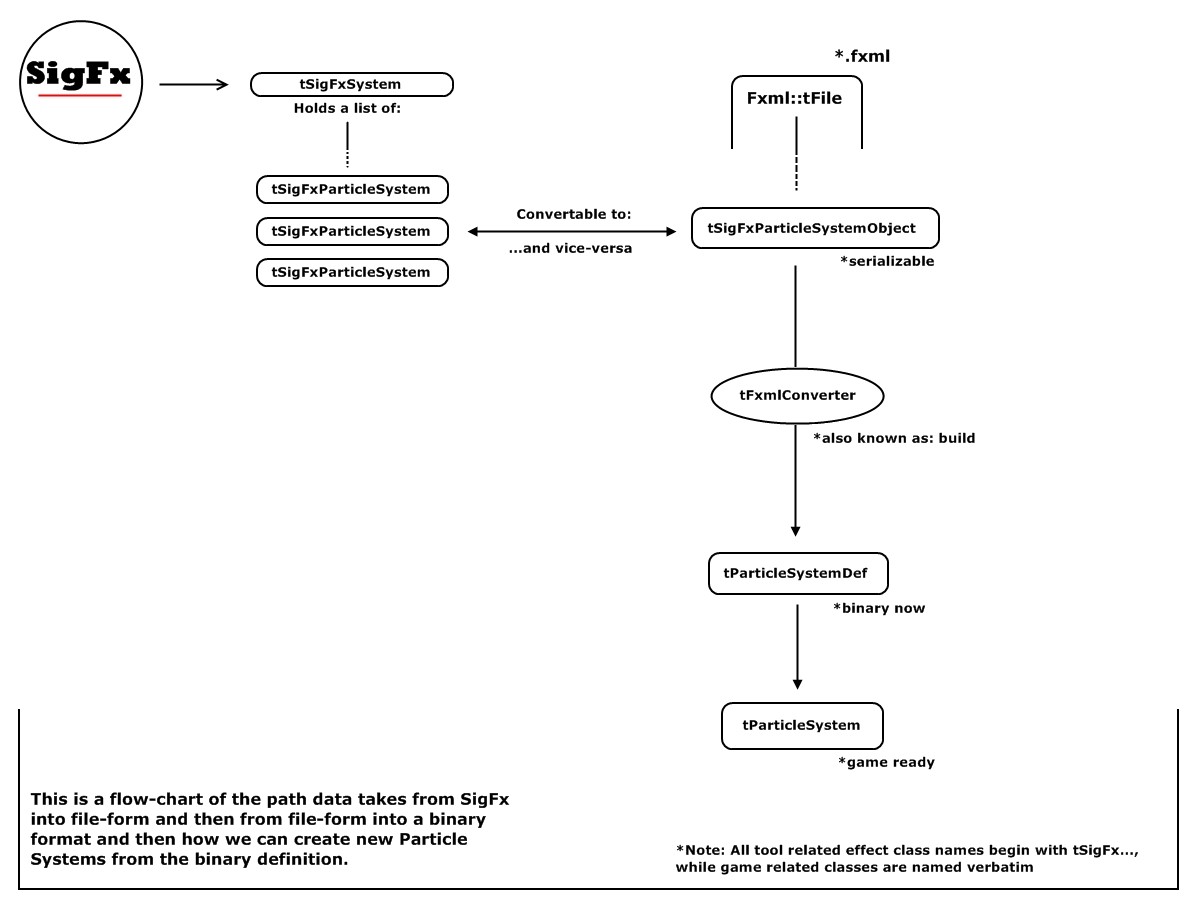 SigFx
tSigFxSystem
Holds a list of:
tSigFxParticleSystem
tSigFxParticleSystem
tSigFxParticleSystem
Convertable to:
...and vice-versa
*.fxml
Fxml::tFile
tSigFxParticleSystemObject
*serializable
tFxmlConverter
*also known as: build
tParticleSystemDef
*binary now
tParticleSystem
*game ready
This is a flow-chart of the path data takes from SigFx
into file-form and then from file-form into a binary
format and then how we can create new Particle
Systems from the binary definition.
*Note: All tool related effect class names begin with tSigFx...,
while game related classes are named verbatim